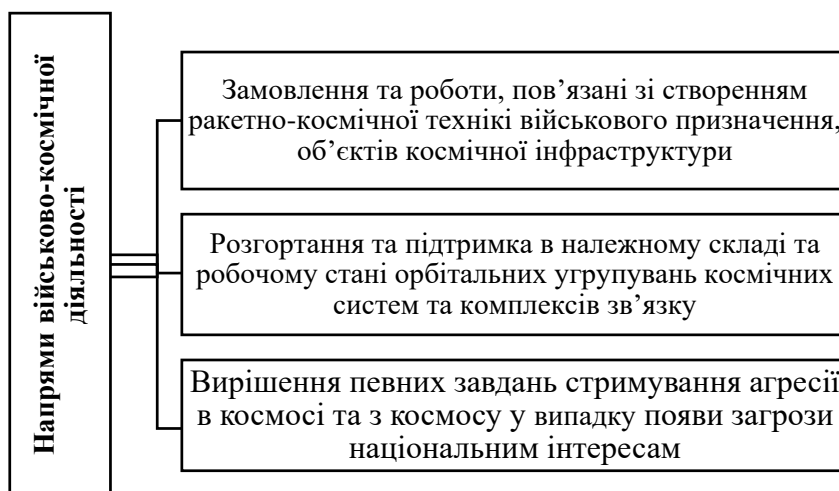 Напрями військово-космічної
діяльності
Замовлення та роботи, пов’язані зі створенням
ракетно-космічної технікі військового призначення,
об’єктів космічної інфраструктури
Розгортання та підтримка в належному складі та
робочому стані орбітальних угрупувань космічних
систем та комплексів зв’язку
Вирішення певних завдань стримування агресії
в космосі та з космосу у випадку появи загрози
національним інтересам